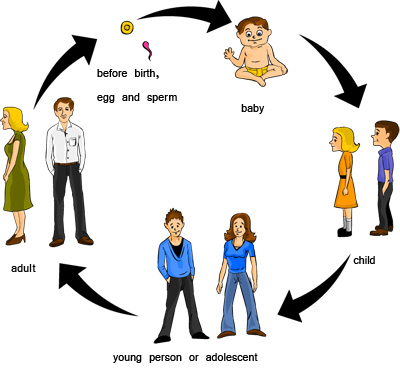 before birth,
egg and sperm
baby
child
young person or adolescent
adult